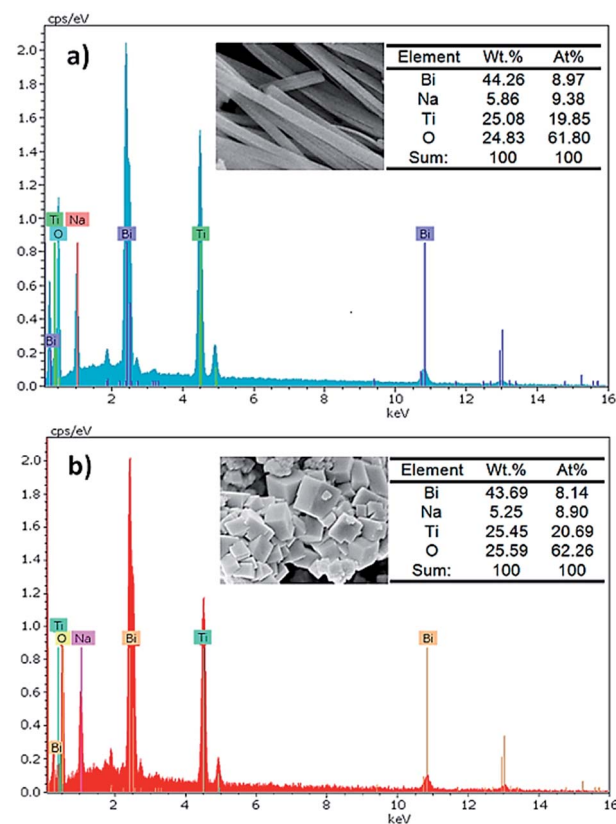 cps/eV
a)
Element Wt.% At%
Bi 44.26 8.97
Na 5.86 9.38
Ti 25.08 19.85
O 24.83 61.80
Sum: 100 100
2.0
1.8
1.6
1.4
1.2
1.0
0.8
0.6
0.4
0.2
0.0
Ti Na
O Bi Ti Bi
Bi
2 4 6 8 10 12 14 16
keV
cps/eV
b)
Element Wt.% At%
Bi 43.69 8.14
Na 5.25 8.90
Ti 25.45 20.69
O 25.59 62.26
Sum: 100 100
2.0
1.8
1.6
1.4
1.2
1.0
0.8
0.6
0.4
0.2
0.0
Ti
O Na Bi Ti Bi
Bi
2 4 6 8 10 12 14 16
keV